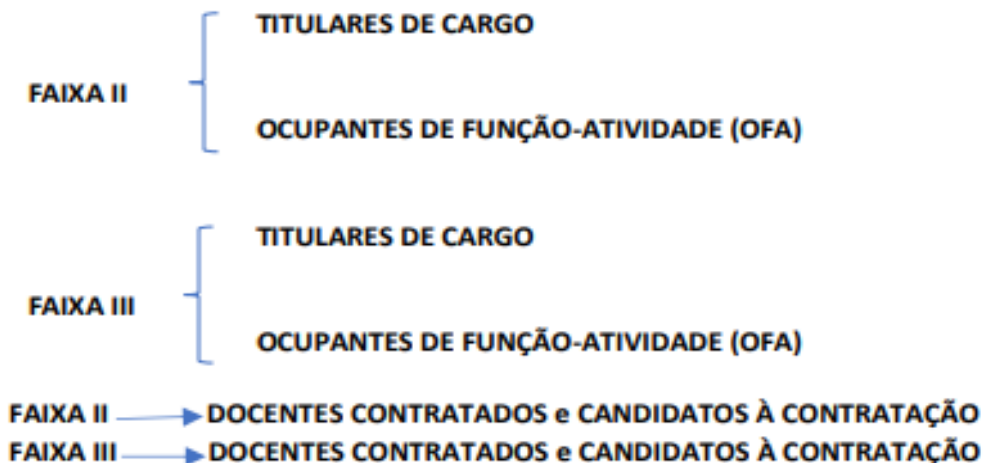 TITULARES DE CARGO
FAIXA II
OCUPANTES DE FUNÇÃO-ATIVIDADE (OFA)
TITULARES DE CARGO
FAIXA III
OCUPANTES DE FUNÇÃO-ATIVIDADE (OFA)
FAIXA II DOCENTES CONTRATADOS e CANDIDATOS À CONTRATAÇÃO
FAIXA III DOCENTES CONTRATADOS e CANDIDATOS À CONTRATAÇÃO